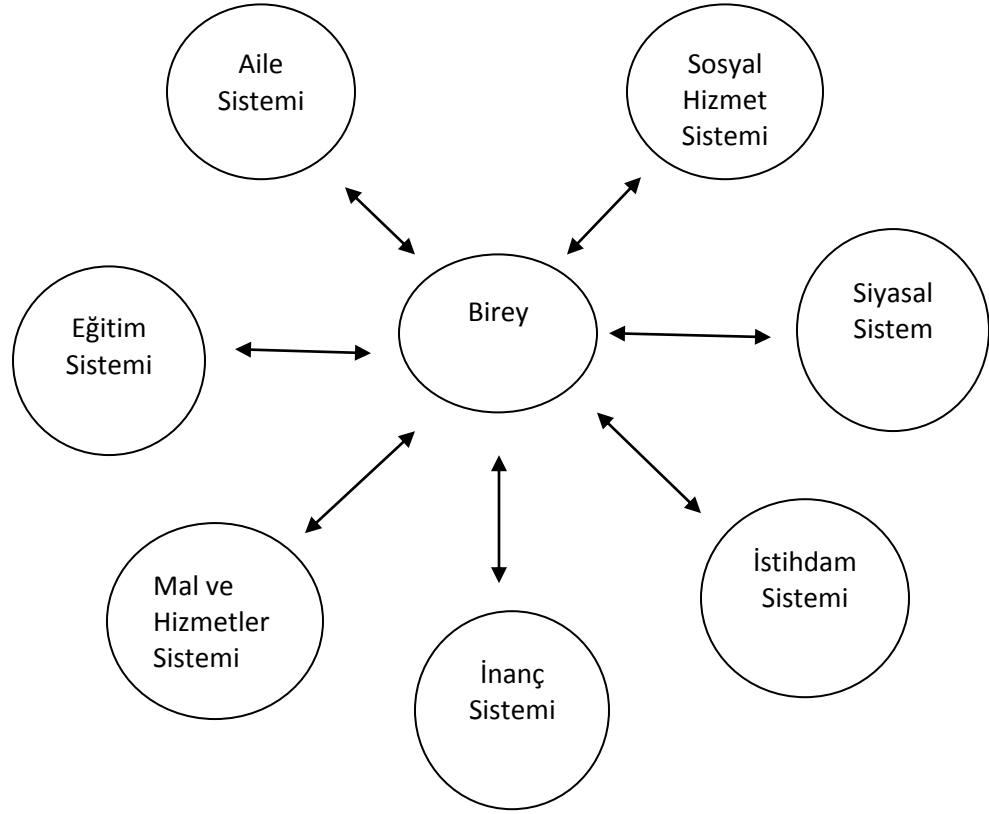 Aile
Sistemi
Sosyal
Hizmet
Sistemi
Birey
Siyasal
Sistem
Eğitim
Sistemi
İstihdam
Sistemi
Mal ve
Hizmetler
Sistemi
İnanç
Sistemi